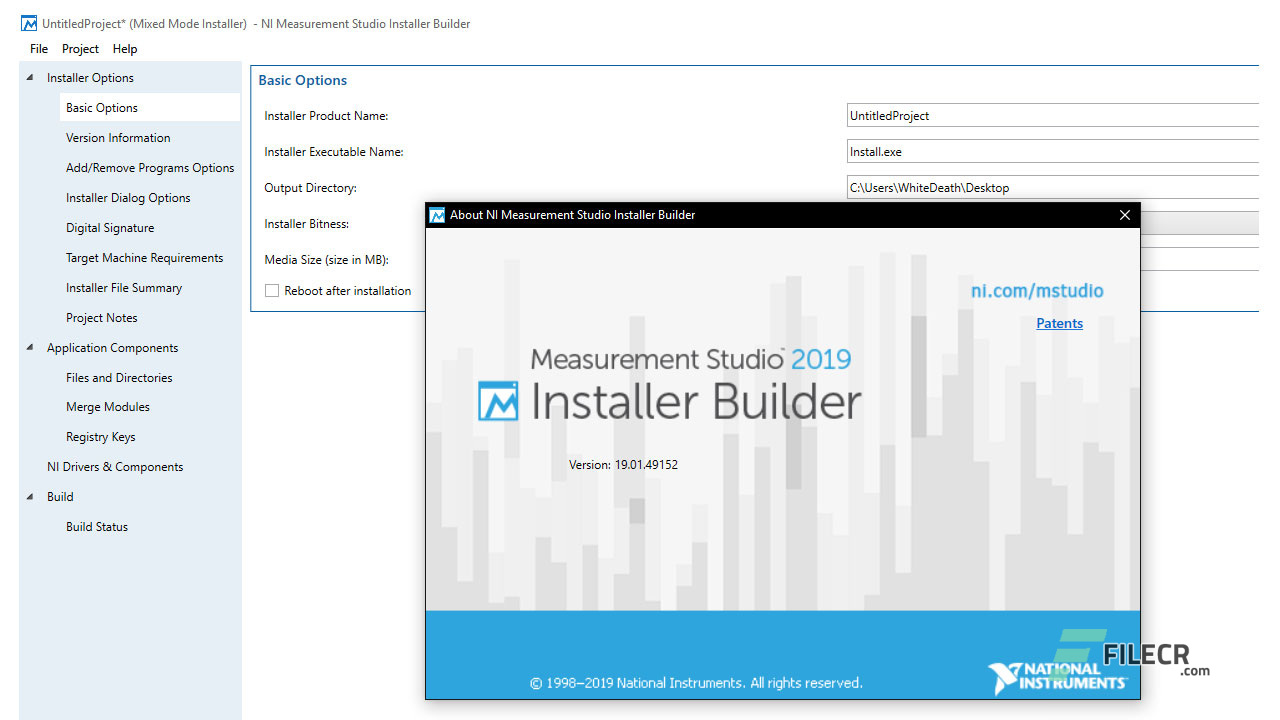 UntitledProject* (Mixed Mode Installer) - NI Measurement Studio Installer Builder
File Project Help
Installer Options
Basic Options
Version Information
Add/Remove Programs Options
Installer Dialog Options
Digital Signature
Target Machine Requirements
Installer File Summary
Project Notes
Application Components
Files and Directories
Merge Modules
Registry Keys
NI Drivers & Components
Build
Build Status
Basic Options
Installer Product Name: UntitledProject
Installer Executable Name: Install.exe
Output Directory: C:\Users\WhiteDeath\Desktop
Installer Bitness:
Media Size (size in MB):
Reboot after installation
About NI Measurement Studio Installer Builder
ni.com/mstudio
Patents
Measurement Studio™ 2019
Installer Builder
Version: 19.01.49152
© 1998–2019 National Instruments. All rights reserved.
NATIONAL INSTRUMENTS™
FILECR
.com